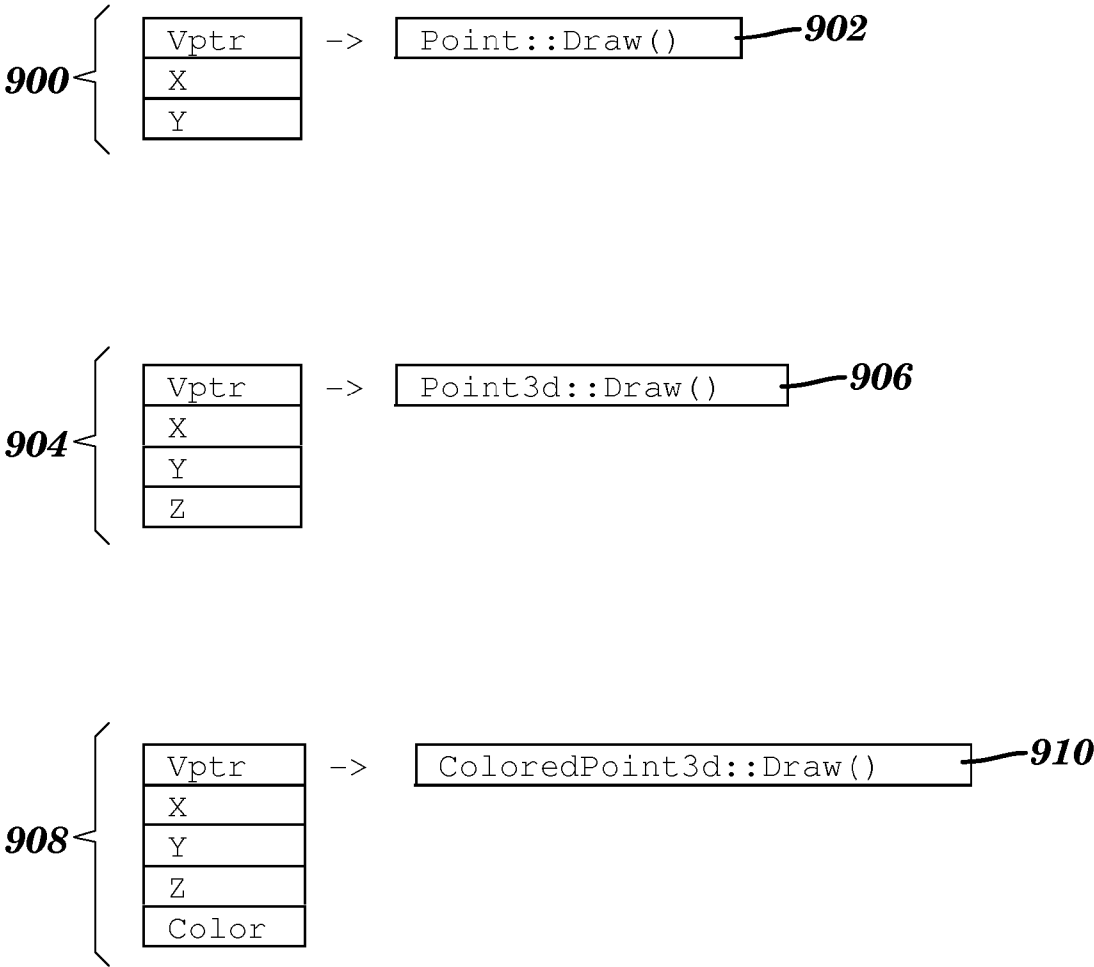 Vptr -> Point::Draw() 902
900 X
Y
Vptr -> Point3d::Draw() 906
X
904 Y
Z
Vptr -> ColoredPoint3d::Draw() 910
X
908 Y
Z
Color